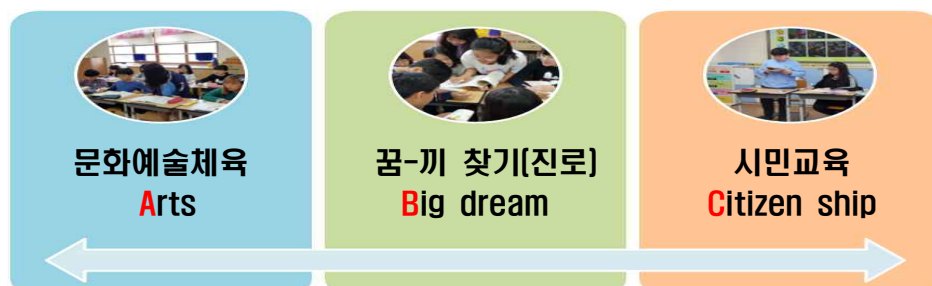 문화예술체육
Arts
꿈-끼 찾기(진로)
Big dream
시민교육
Citizen ship